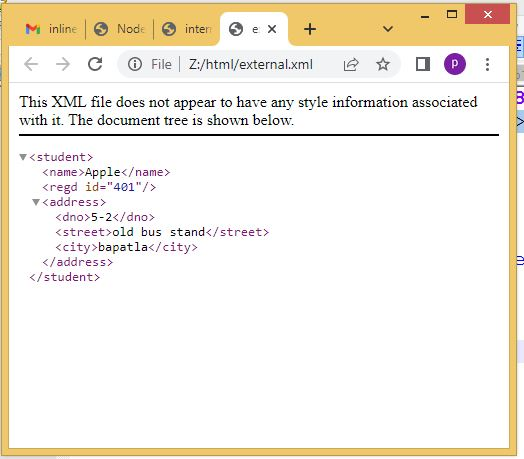 inline
Node
inter
e
File Z:/html/external.xml
p
This XML file does not appear to have any style information associated
with it. The document tree is shown below.
<student>
<name>Apple</name>
<regd id="401"/>
<address>
<dno>5-2</dno>
<street>old bus stand</street>
<city>bapatla</city>
</address>
</student>